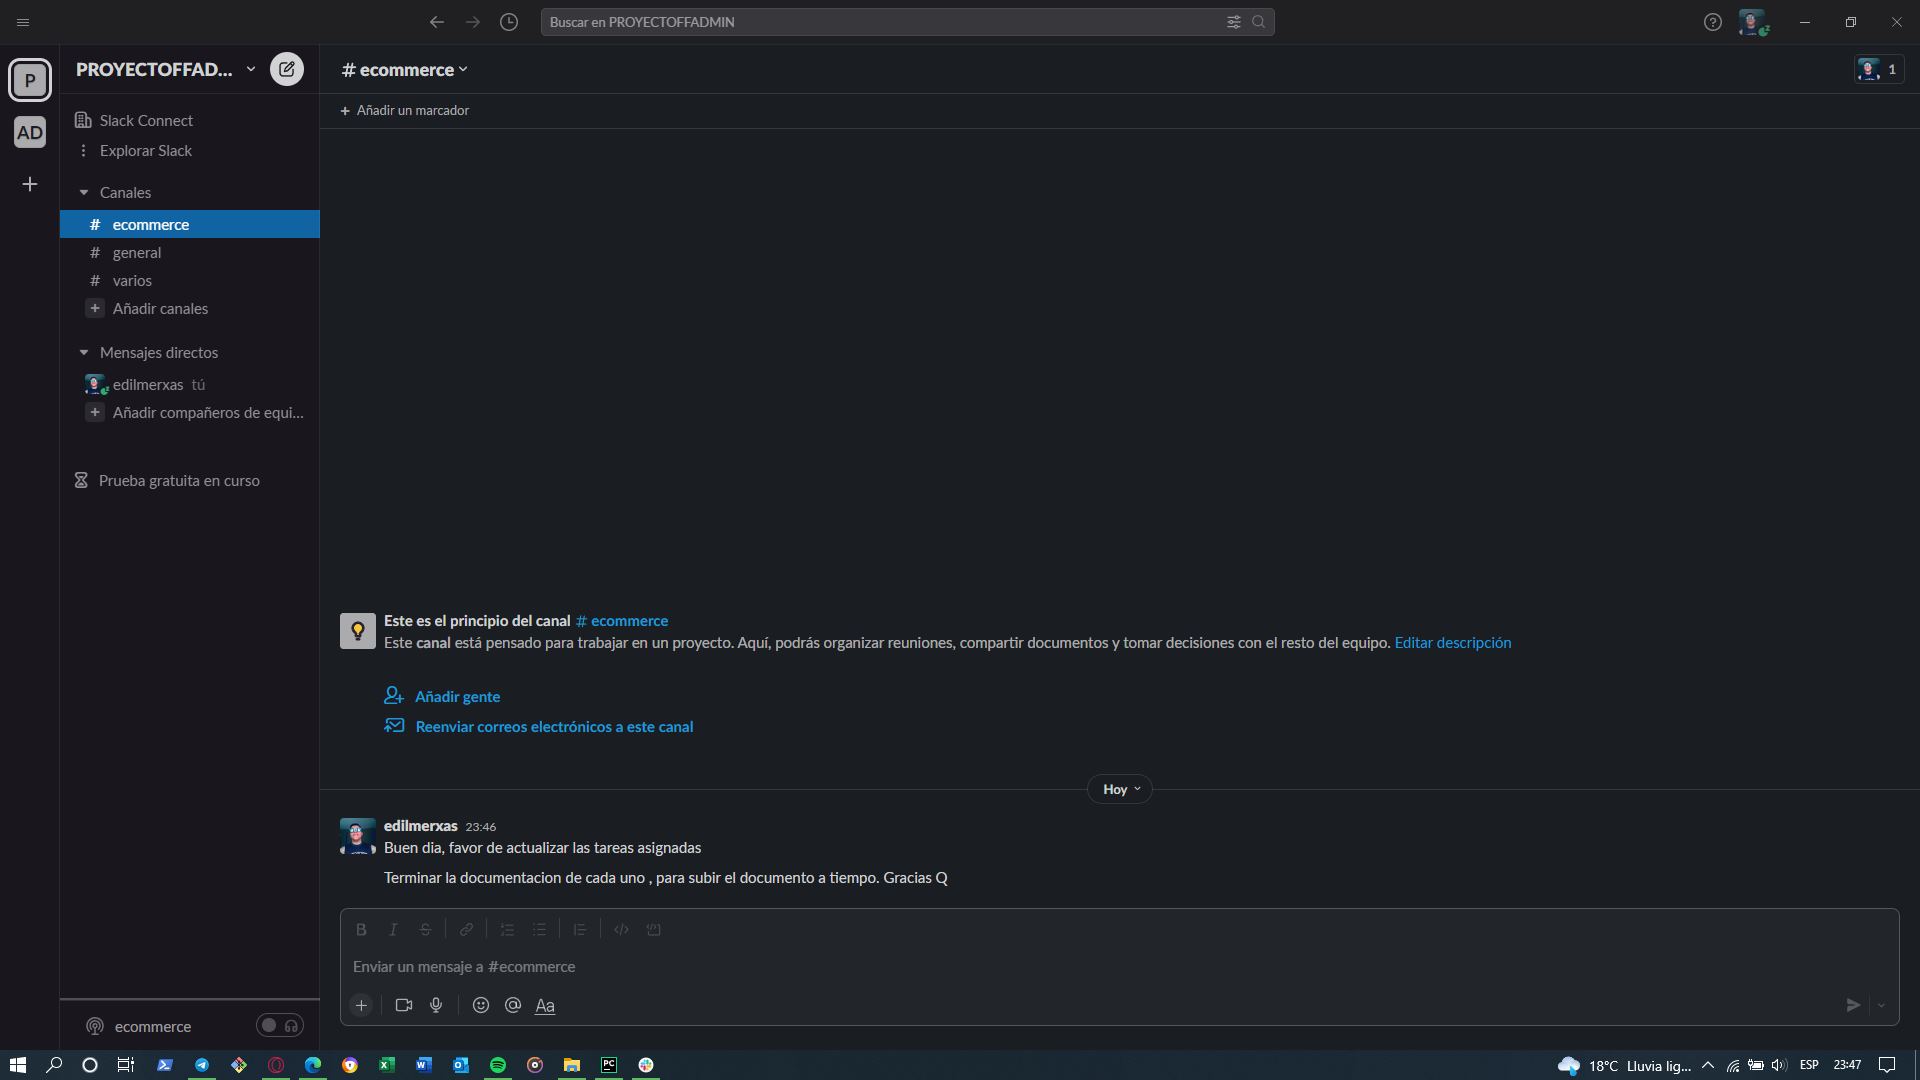 Buscar en PROYECTOFFADMIN
P
PROYECTOFFAD...
# ecommerce
1
AD
Slack Connect
Explorar Slack
+ Añadir un marcador
Canales
# ecommerce
# general
# varios
+ Añadir canales
Mensajes directos
edilmerxas tú
+ Añadir compañeros de equi...
Prueba gratuita en curso
Este es el principio del canal # ecommerce
Este canal está pensado para trabajar en un proyecto. Aquí, podrás organizar reuniones, compartir documentos y tomar decisiones con el resto del equipo. Editar descripción
Añadir gente
Reenviar correos electrónicos a este canal
Hoy
edilmerxas 23:46
Buen dia, favor de actualizar las tareas asignadas
Terminar la documentacion de cada uno , para subir el documento a tiempo. Gracias Q
B I S
Enviar un mensaje a #ecommerce
+ @ Aa
ecommerce
PC
18°C Lluvia lig... ESP 23:47